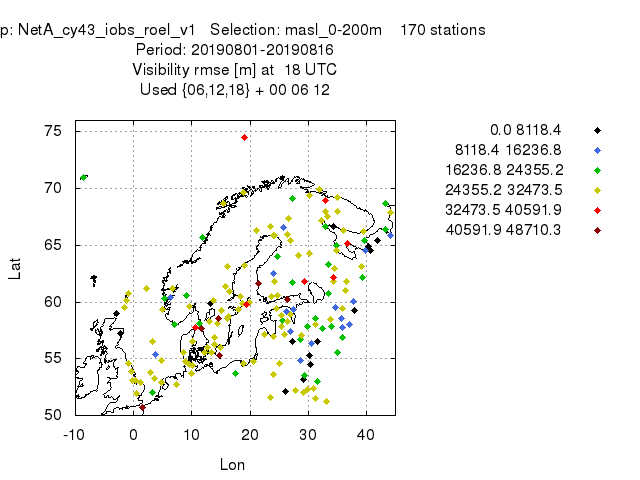 p: NetA_cy43_iobs_roel_v1 Selection: masl_0-200m 170 stations
Period: 20190801-20190816
Visibility rmse [m] at 18 UTC
Used {06,12,18} + 00 06 12
0.0 8118.4
8118.4 16236.8
16236.8 24355.2
24355.2 32473.5
32473.5 40591.9
40591.9 48710.3
75
70
65
60
55
50
Lat
-10 0 10 20 30 40
Lon